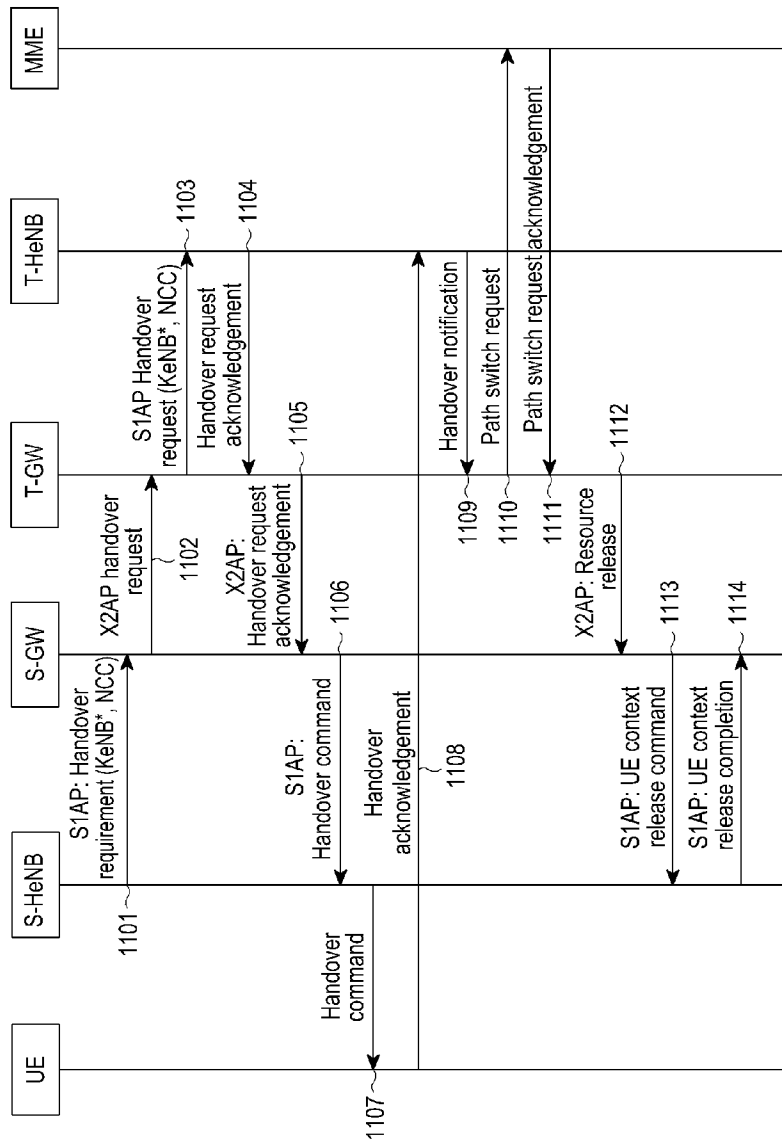 UE
S-HeNB
S-GW
T-GW
T-HeNB
MME
S1AP: Handover
requirement (KeNB*, NCC)
1101
X2AP handover
request
1102
S1AP Handover
request (KeNB*, NCC)
1103
Handover request
acknowledgement
1104
X2AP:
Handover request
acknowledgement
1105
S1AP:
Handover command
1106
Handover
command
1107
Handover
acknowledgement
1108
Handover notification
1109
Path switch request
1110
Path switch request acknowledgement
1111
X2AP: Resource
release
1112
S1AP: UE context
release command
1113
S1AP: UE context
release completion
1114